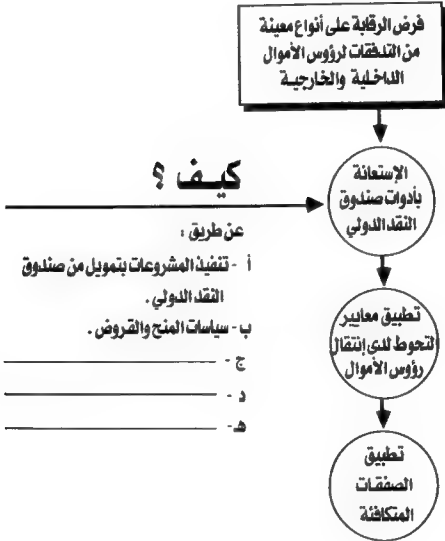 فرض الرقابة على أنواع معينة
من التدفقات لرؤوس الأموال
الداخلية والخارجية
كيـف ؟
الإستعانة
بأدوات صندوق
النقد الدولي
عن طريق :
أ - تنفيذ المشروعات بتمويل من صندوق
النقد الدولي .
ب - سياسات المنح والقروض .
ج -
د -
هـ -
تطبيق معايير
التحوط لدى إنتقال
رؤوس الأموال
تطبيق
الصفقات
المتكافئة